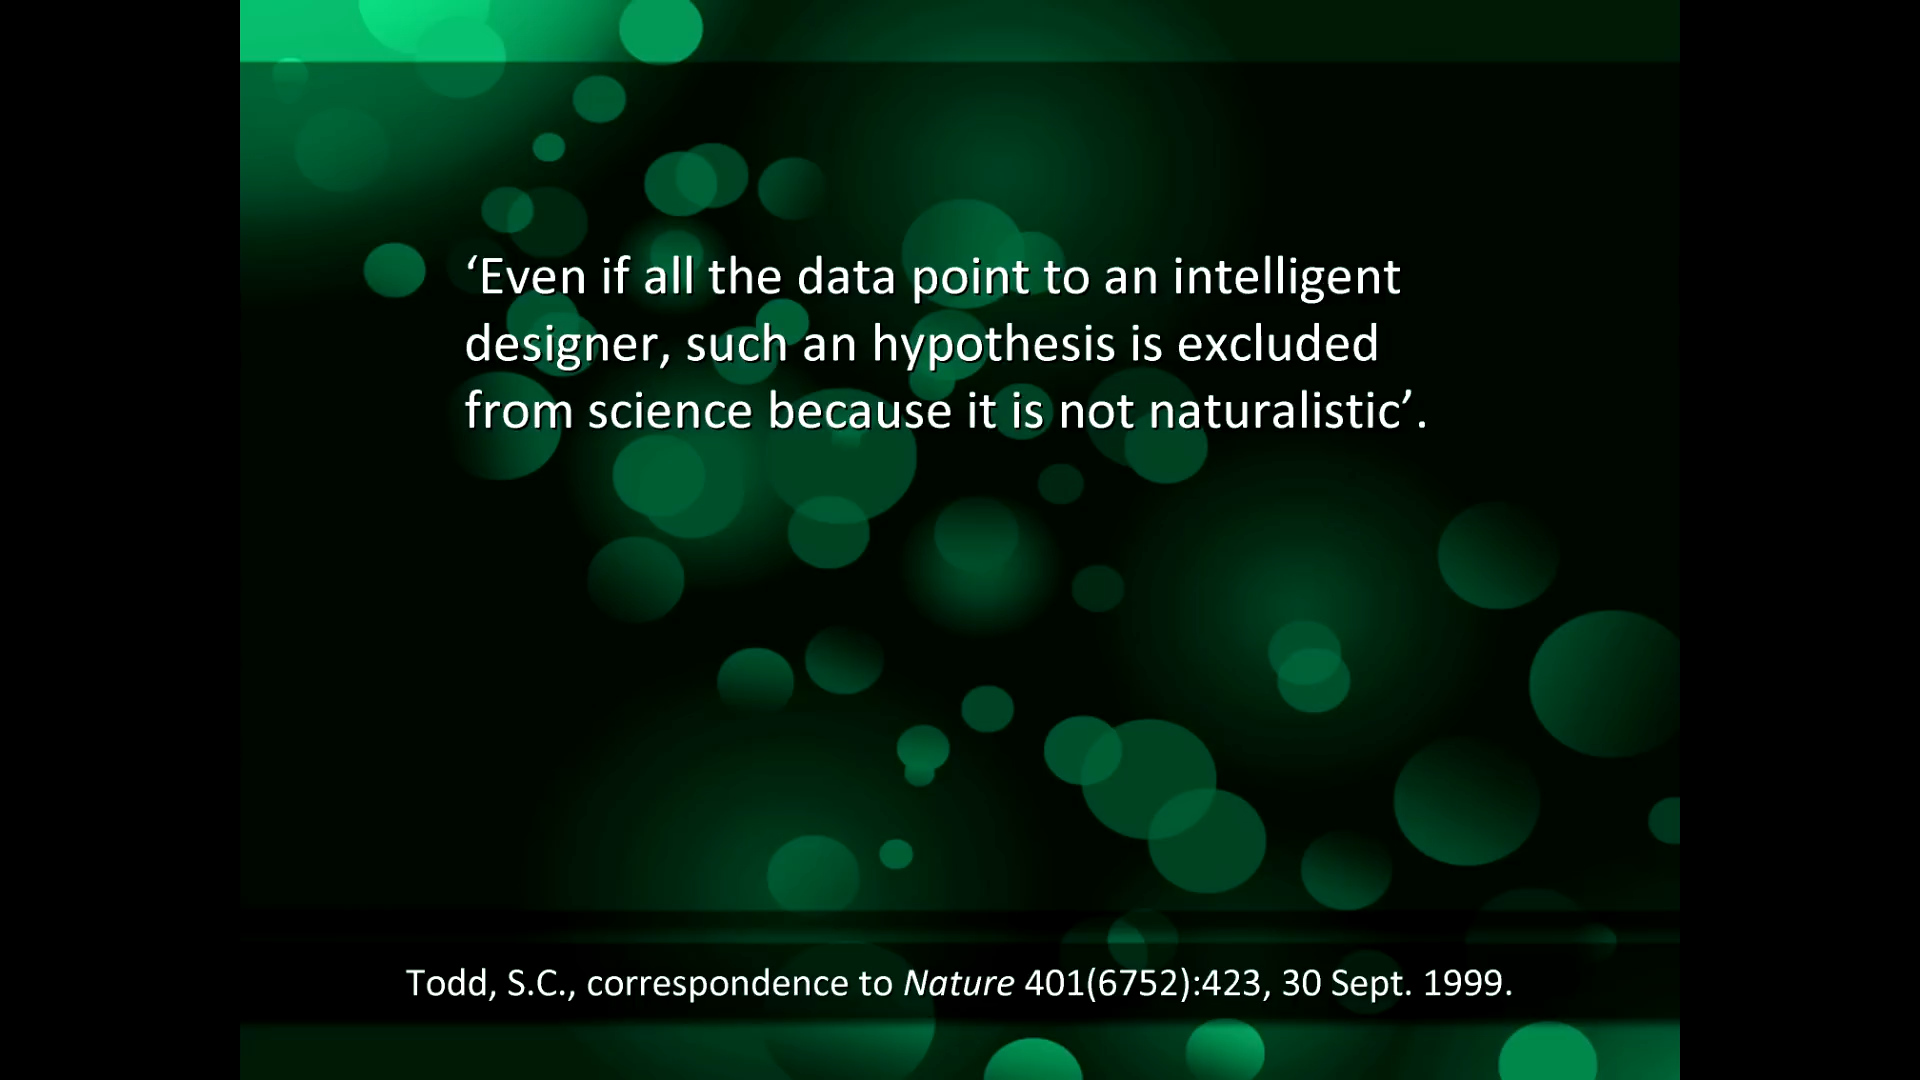 ‘Even if all the data point to an intelligent
designer, such an hypothesis is excluded
from science because it is not naturalistic’.
Todd, S.C., correspondence to Nature 401(6752):423, 30 Sept. 1999.